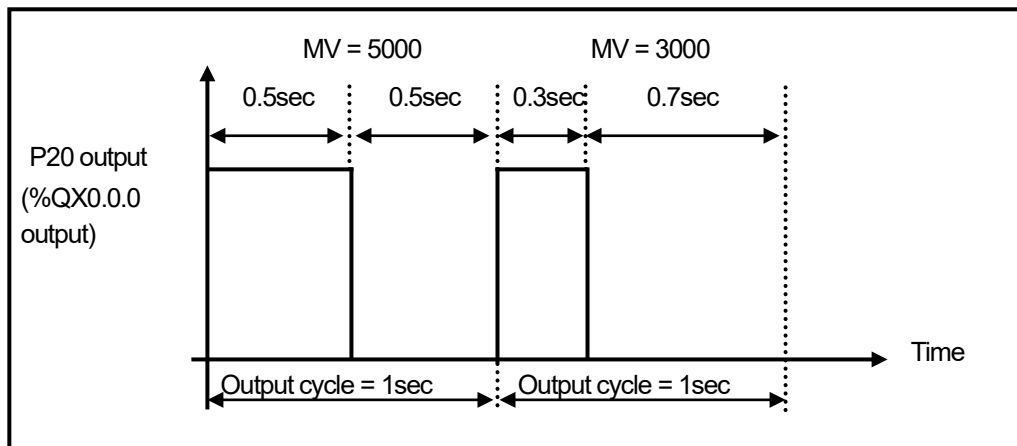 MV = 5000 MV = 3000
0.5sec 0.5sec 0.3sec 0.7sec
P20 output
(%QX0.0.0
output)
Time
Output cycle = 1sec Output cycle = 1sec